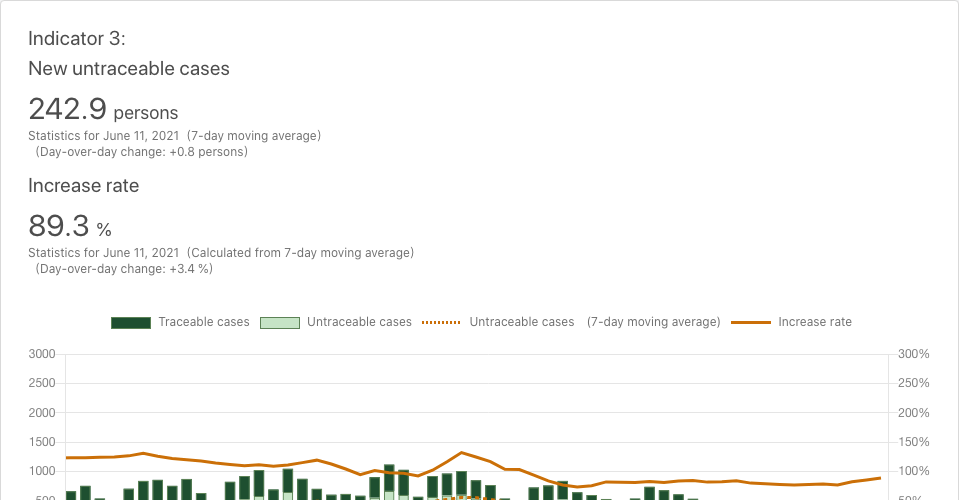 Indicator 3:
New untraceable cases
242.9 persons
Statistics for June 11, 2021 (7-day moving average)
(Day-over-day change: +0.8 persons)
Increase rate
89.3 %
Statistics for June 11, 2021 (Calculated from 7-day moving average)
(Day-over-day change: +3.4 %)
Traceable cases Untraceable cases Untraceable cases (7-day moving average) Increase rate
3000 300%
2500 250%
2000 200%
1500 150%
1000 100%
500 50%